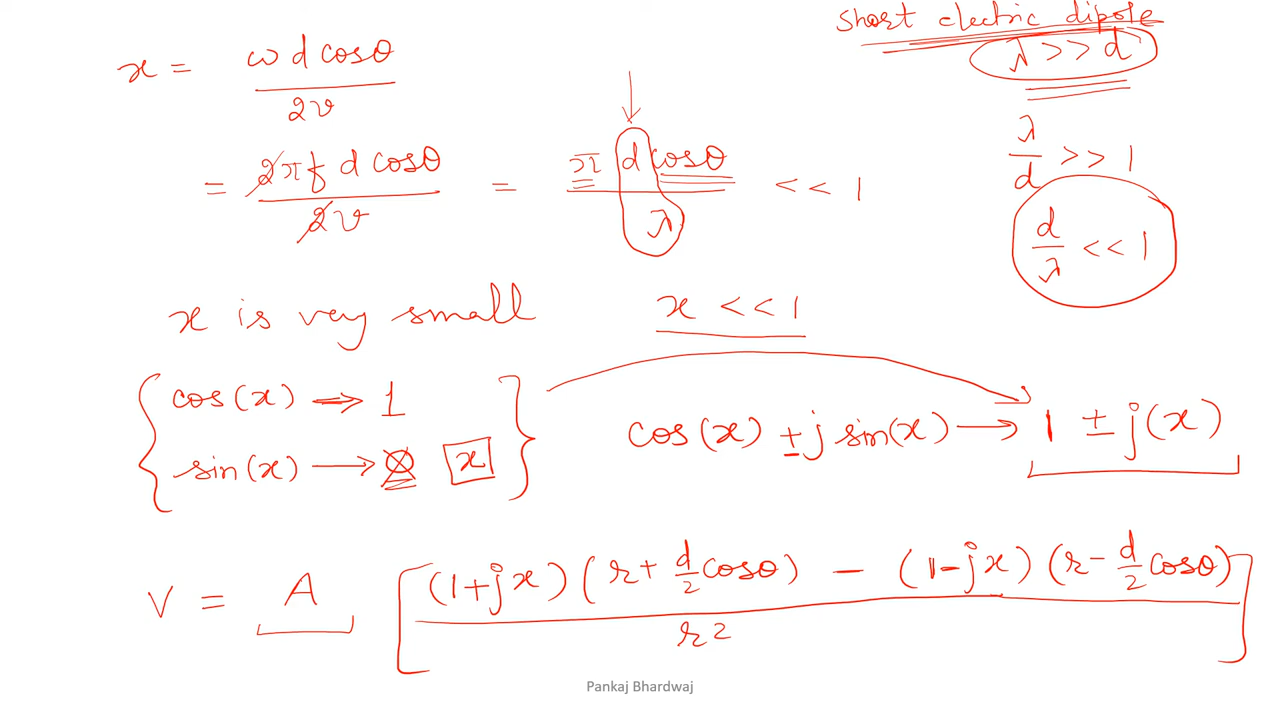 short electric dipole
x = ω d cosθ / 2v
λ >> d
= 2πf d cosθ / 2v = π d cosθ / λ << 1
λ / d >> 1
d / λ << 1
x is very small x << 1
cos(x) → 1
cos(x) ± j sin(x) → 1 ± j(x)
sin(x) → 0 x
V = A [ (1+jx)(r + d/2 cosθ) − (1−jx)(r − d/2 cosθ) / r2 ]
Pankaj Bhardwaj